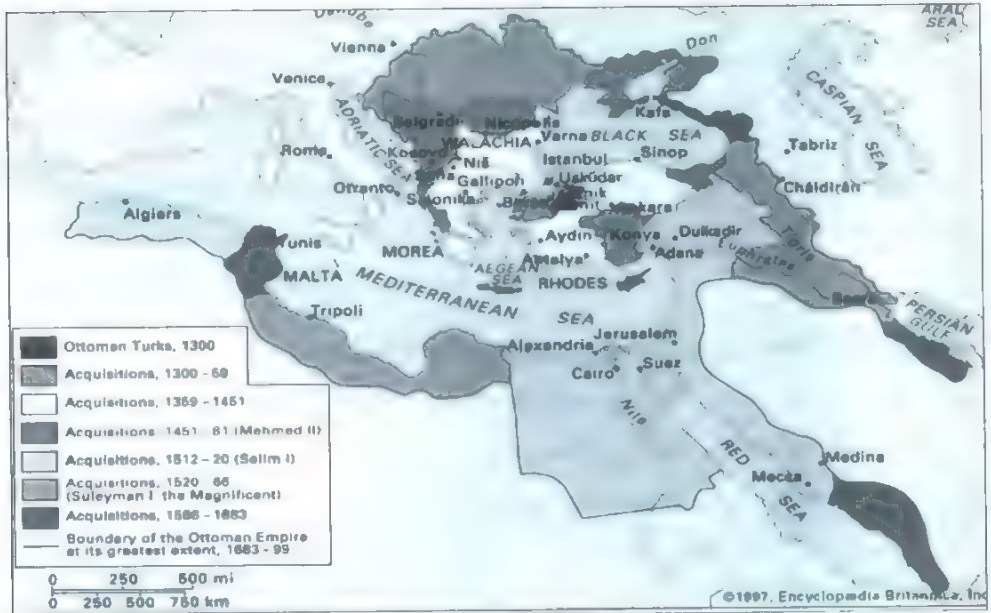 Danube
ARAL
SEA
Vienna
Don
Venice
CASPIAN SEA
ADRIATIC SEA
Kafa
Belgrade
Nicopolis
WALACHIA
Varna
BLACK SEA
Rome
Kosovo
Niš
Istanbul
Sinop
Tabriz
Üsküdar
Otranto
Gallipoli
Salonika
Ankara
Chāldirān
Algiers
Tunis
MOREA
Aydin
Konya
Dulkadir
Tigris
Adana
Euphrates
MALTA
AEGEAN
SEA
Antalya
RHODES
MEDITERRANEAN
SEA
PERSIAN
GULF
Tripoli
Jerusalem
Alexandria
Cairo
Suez
Nile
RED
SEA
Medina
Mecca
Ottoman Turks, 1300
Acquisitions, 1300 - 59
Acquisitions, 1359 - 1451
Acquisitions 1451 81 (Mehmed II)
Acquisitions, 1512 - 20 (Selim I)
Acquisitions, 1520 66
(Suleyman I the Magnificent)
Acquisitions, 1566 - 1683
Boundary of the Ottoman Empire
at its greatest extent, 1683 - 99
0 250 500 mi
0 250 500 750 km
©1997, Encyclopædia Britannica, Inc